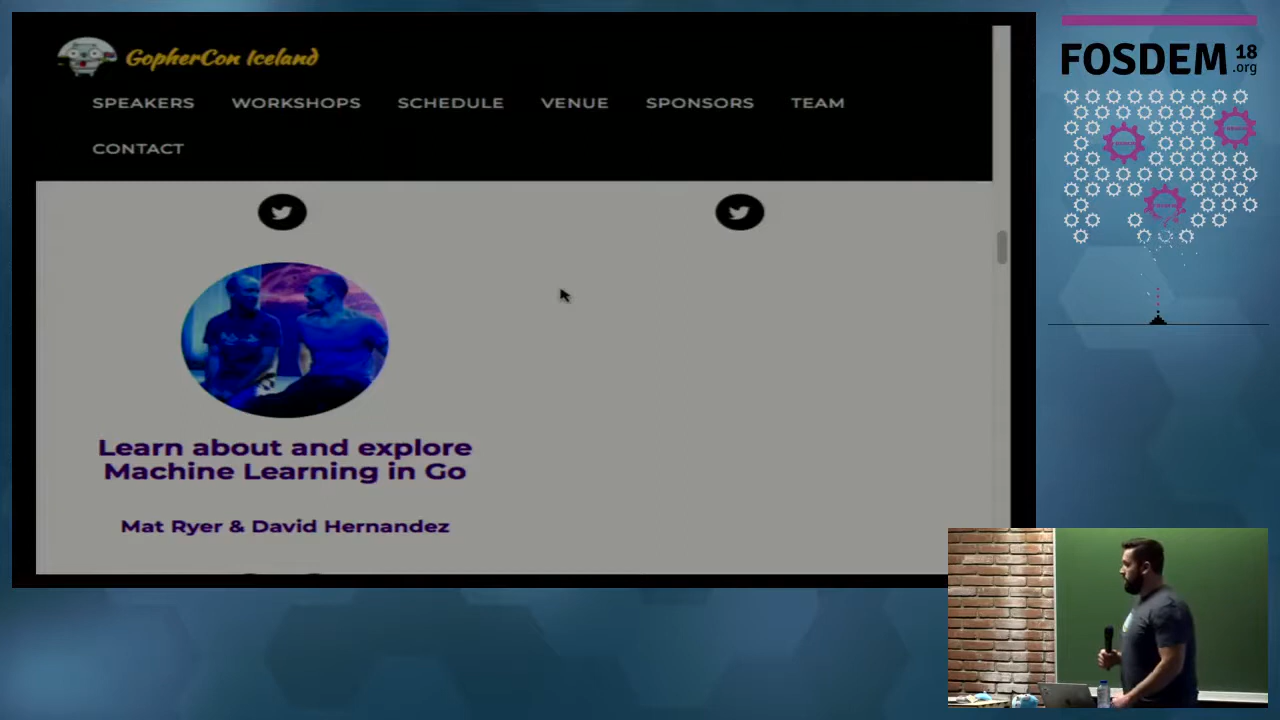 GopherCon Iceland
SPEAKERS WORKSHOPS SCHEDULE VENUE SPONSORS TEAM
CONTACT
Learn about and explore
Machine Learning in Go
Mat Ryer & David Hernandez
FOSDEM 18
.org